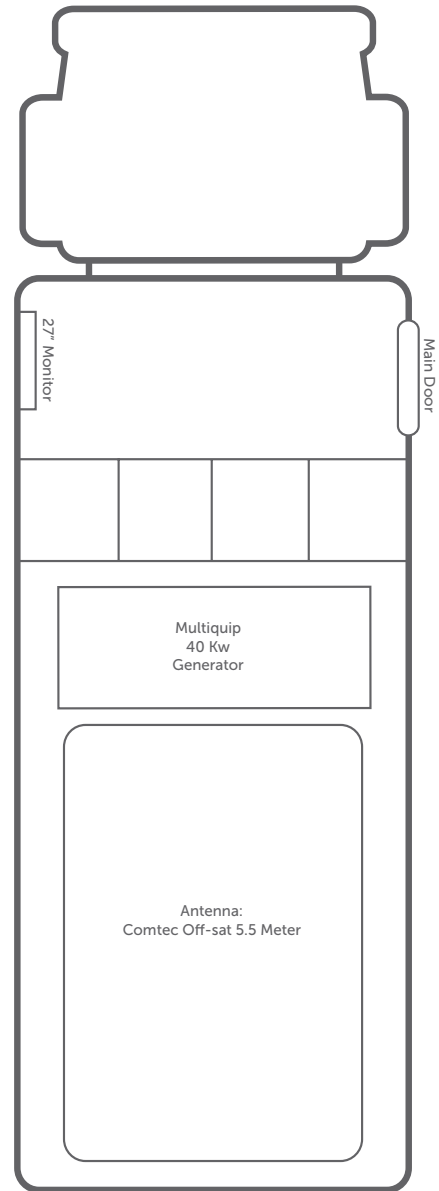 27" Monitor
Main Door
Multiquip
40 Kw
Generator
Antenna:
Comtec Off-sat 5.5 Meter